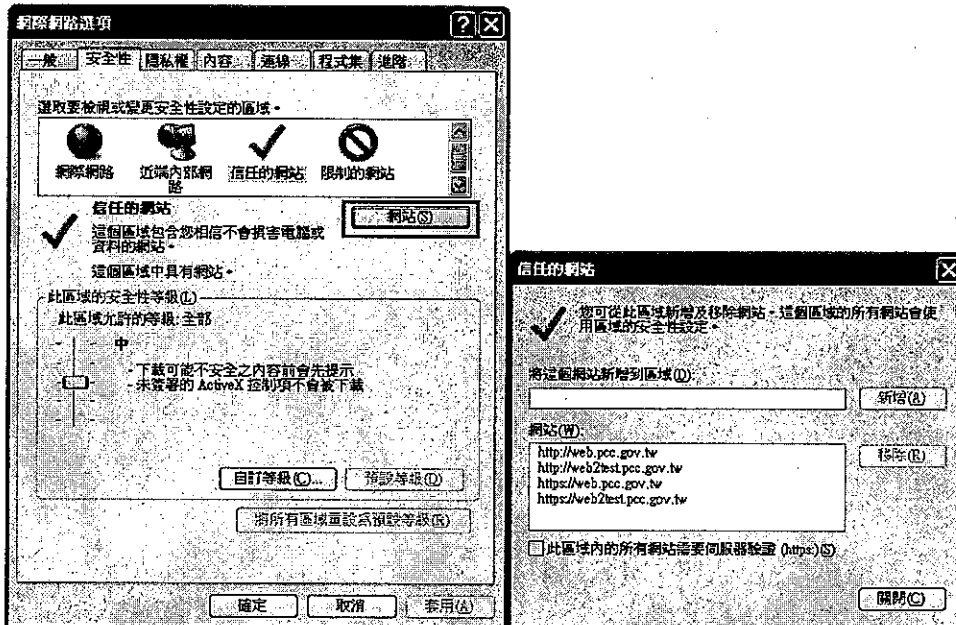 網際網路選項
一般 安全性 隱私權 內容 連線 程式集 進階
選取要檢視或變更安全性設定的區域。
網際網路
近端內部網
路
信任的網站
限制的網站
信任的網站
網站(S)
這個區域包含您相信不會損害電腦或
資料的網站。
這個區域中具有網站。
此區域的安全性等級(L)
此區域允許的等級: 全部
中
- 下載可能不安全之內容前會先提示
- 未簽署的 ActiveX 控制項不會被下載
自訂等級(C)... 預設等級(D)
將所有區域重設為預設等級(R)
確定 取消 套用(A)
信任的網站
您可從此區域新增及移除網站。這個區域的所有網站會使
用區域的安全性設定。
將這個網站新增到區域(D):
新增(A)
網站(W):
http://web.pcc.gov.tw
http://web2test.pcc.gov.tw
https://web.pcc.gov.tw
https://web2test.pcc.gov.tw
移除(R)
此區域內的所有網站需要伺服器驗證 (https:)(S)
關閉(C)